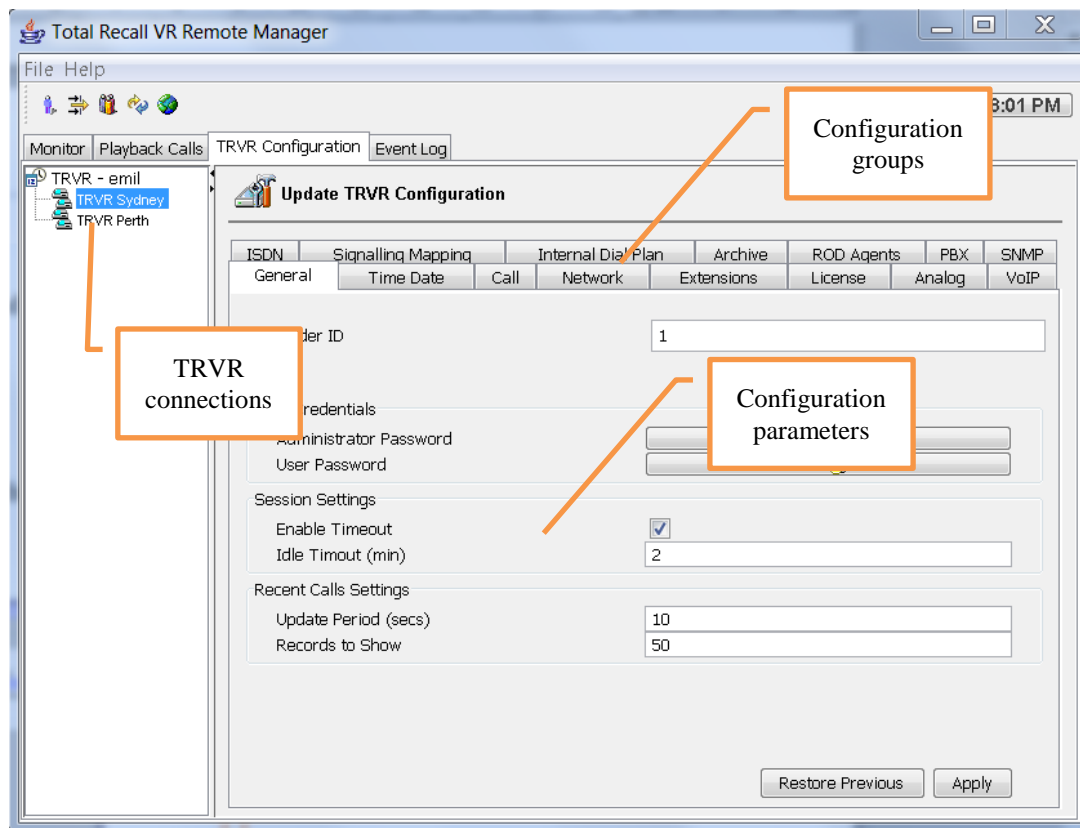 Total Recall VR Remote Manager
File Help
:01 PM
Configuration
groups
Monitor Playback Calls TRVR Configuration Event Log
TRVR - emil
TRVR Sydney
TRVR Perth
Update TRVR Configuration
ISDN Signalling Mapping Internal Dial Plan Archive ROD Agents PBX SNMP
General Time Date Call Network Extensions License Analog VoIP
ID 1
TRVR
connections
Configuration
parameters
Administrator Password
User Password
Session Settings
Enable Timeout
Idle Timout (min) 2
Recent Calls Settings
Update Period (secs) 10
Records to Show 50
Restore Previous Apply